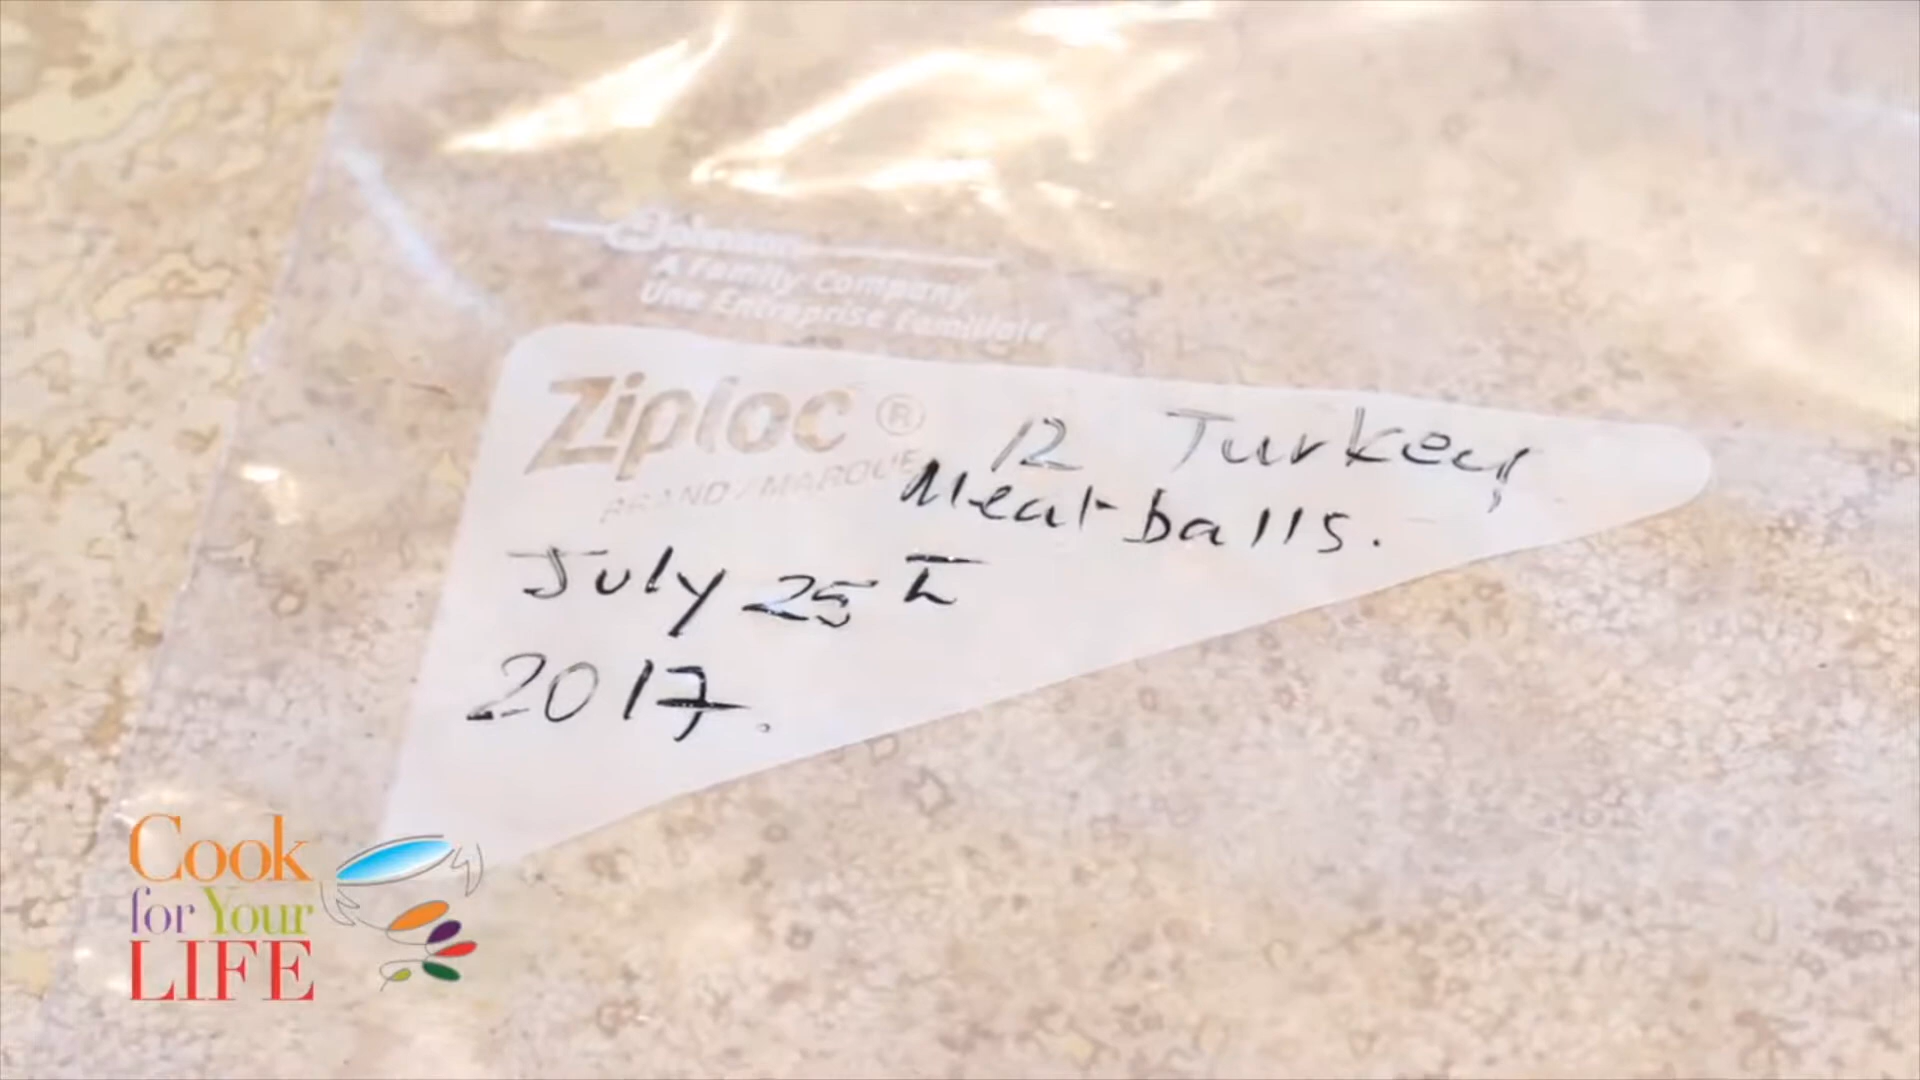 SC Johnson
A Family Company
Une Entreprise Familiale
Ziploc®
BRAND/MARQUE
12 Turkey
Meatballs.
July 25th
2017.
Cook
for Your
LIFE